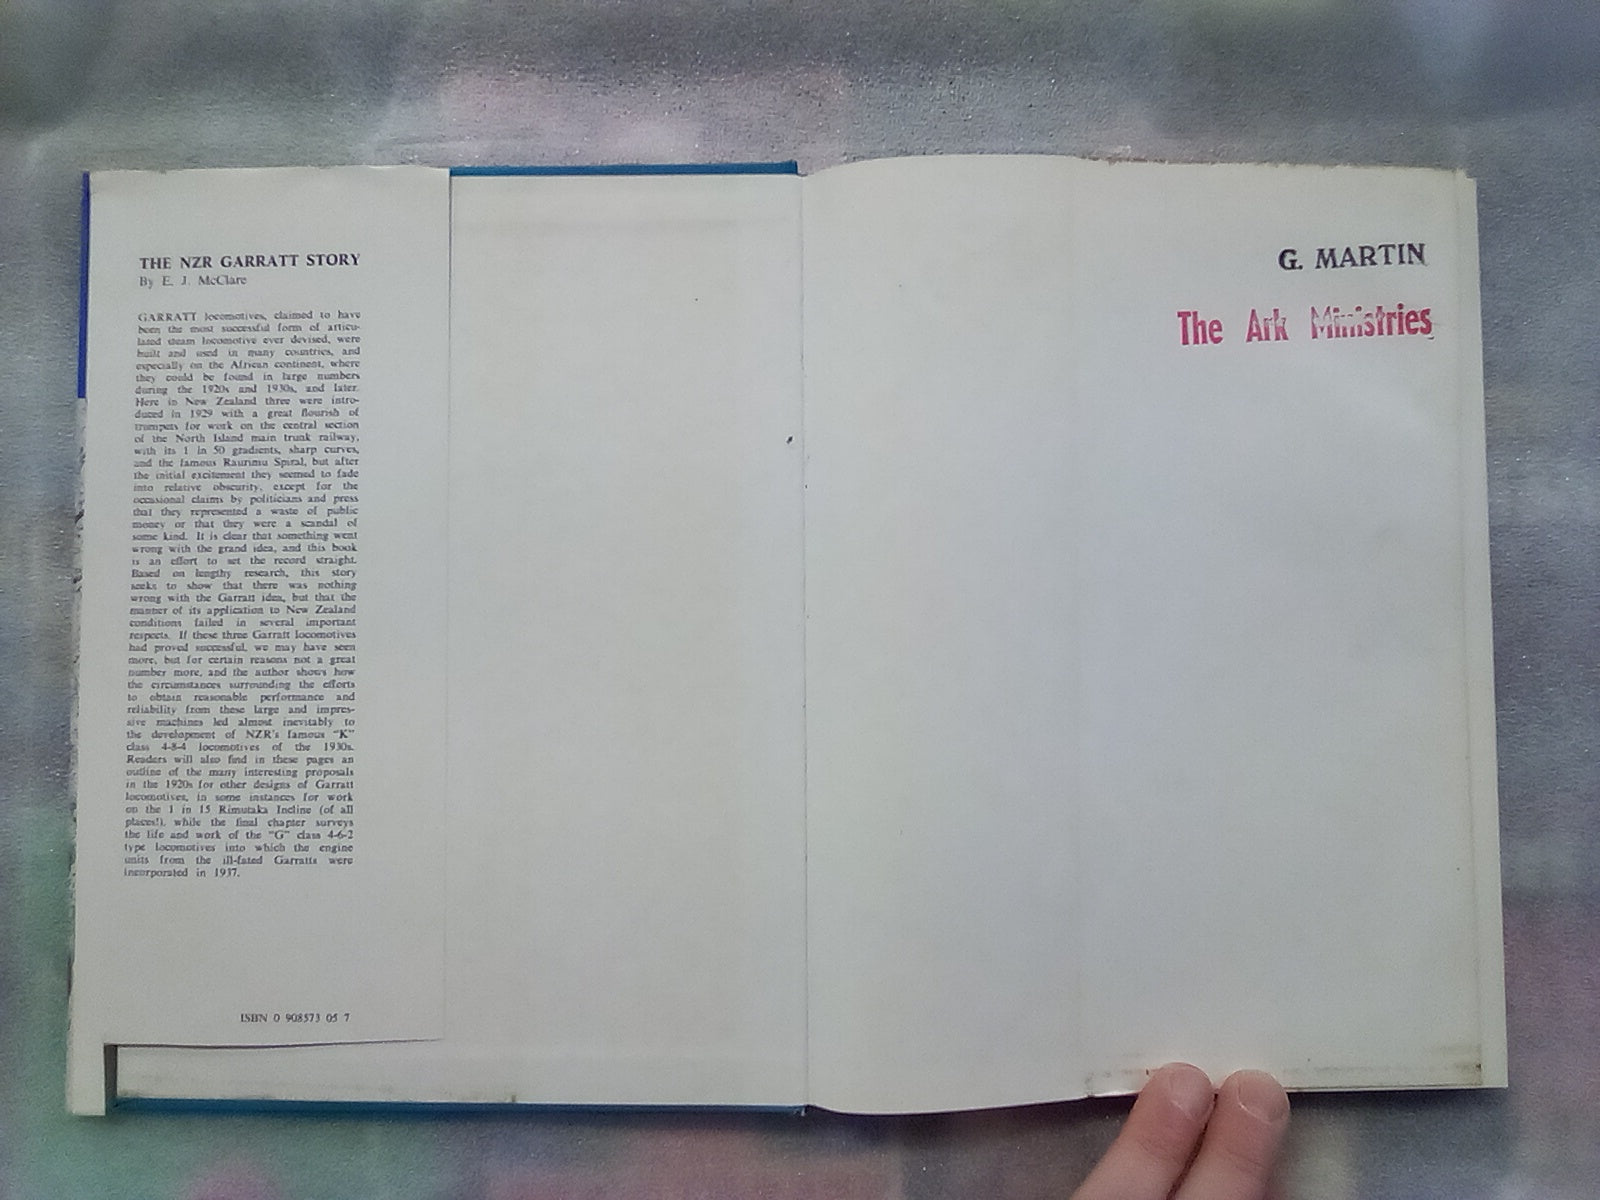 THE NZR GARRATT STORY
By E. J. McClare
GARRATT locomotives, claimed to have
been the most successful form of articu-
lated steam locomotive ever devised, were
built and used in many countries, and
especially on the African continent, where
they could be found in large numbers
during the 1920s and 1930s, and later.
Here in New Zealand three were intro-
duced in 1929 with a great flourish of
trumpets for work on the central section
of the North Island main trunk railway,
with its 1 in 50 gradients, sharp curves,
and the famous Raurimu Spiral, but after
the initial excitement they seemed to fade
into relative obscurity, except for the
occasional claims by politicians and press
that they represented a waste of public
money or that they were a scandal of
some kind. It is clear that something went
wrong with the grand idea, and this book
is an effort to set the record straight.
Based on lengthy research, this story
seeks to show that there was nothing
wrong with the Garratt idea, but that the
manner of its application to New Zealand
conditions failed in several important
respects. If these three Garratt locomotives
had proved successful, we may have seen
more, but for certain reasons not a great
number more, and the author shows how
the circumstances surrounding the efforts
to obtain reasonable performance and
reliability from these large and impres-
sive machines led almost inevitably to
the development of NZR's famous "K"
class 4-8-4 locomotives of the 1930s.
Readers will also find in these pages an
outline of the many interesting proposals
in the 1920s for other designs of Garratt
locomotives, in some instances for work
on the 1 in 15 Rimutaka Incline (of all
places!), while the final chapter surveys
the life and work of the "G" class 4-6-2
type locomotives into which the engine
units from the ill-fated Garratts were
incorporated in 1937.
ISBN 0 908573 05 7
G. MARTIN
The Ark Ministries